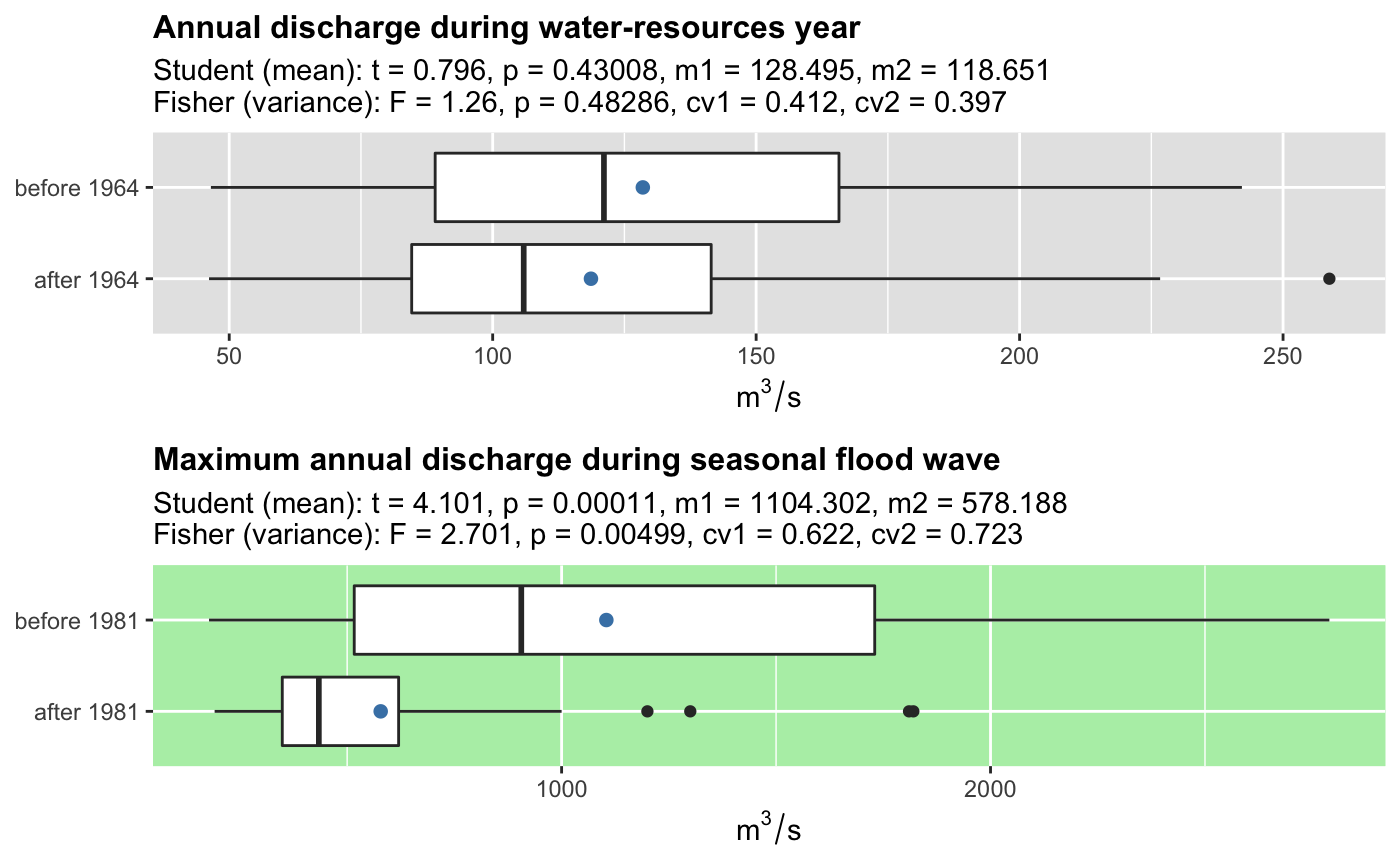 Annual discharge during water-resources year
Student (mean): t = 0.796, p = 0.43008, m1 = 128.495, m2 = 118.651
Fisher (variance): F = 1.26, p = 0.48286, cv1 = 0.412, cv2 = 0.397
before 1964
after 1964
50 100 150 200 250
m³/s
Maximum annual discharge during seasonal flood wave
Student (mean): t = 4.101, p = 0.00011, m1 = 1104.302, m2 = 578.188
Fisher (variance): F = 2.701, p = 0.00499, cv1 = 0.622, cv2 = 0.723
before 1981
after 1981
1000 2000
m³/s